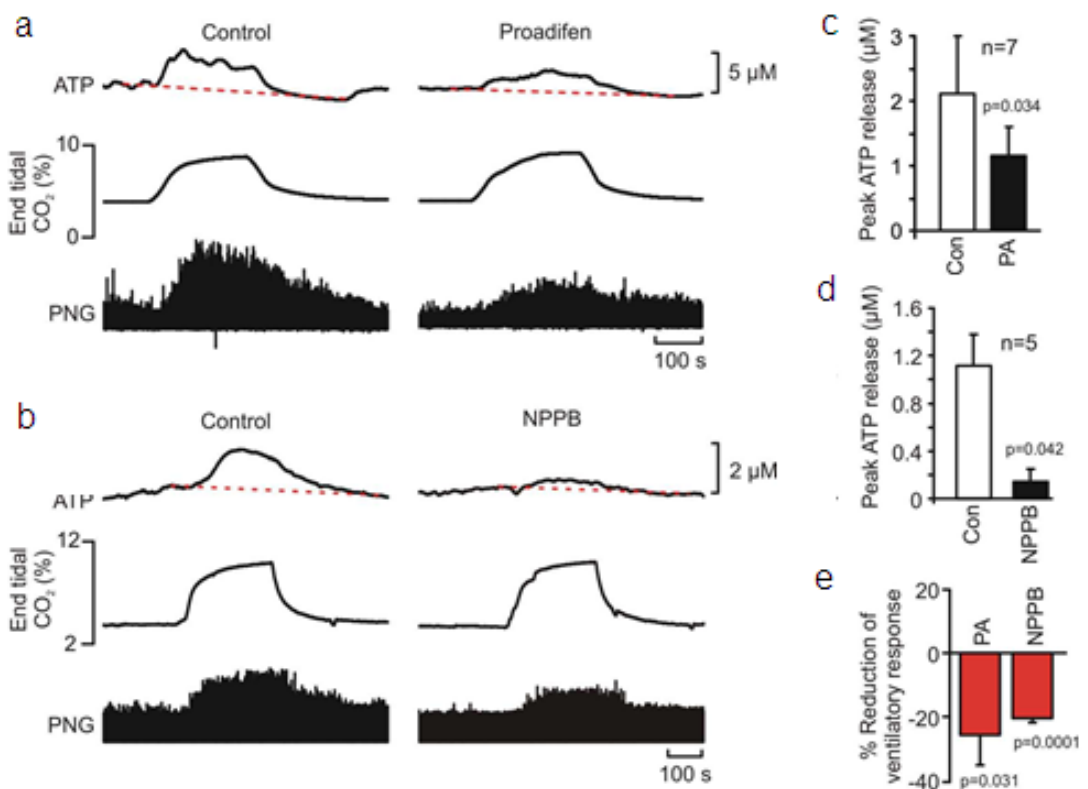 a
Control
Proadifen
ATP
5 µM
10
End tidal
CO₂ (%)
0
PNG
100 s
b
Control
NPPB
ATP
2 µM
12
End tidal
CO₂ (%)
2
PNG
100 s
c
Peak ATP release (µM)
3
2
1
0
n=7
p=0.034
Con
PA
d
Peak ATP release (µM)
1.6
1.2
0.8
0.4
0
n=5
p=0.042
Con
NPPB
e
% Reduction of
ventilatory response
20
0
-20
-40
PA
NPPB
p=0.031
p=0.0001